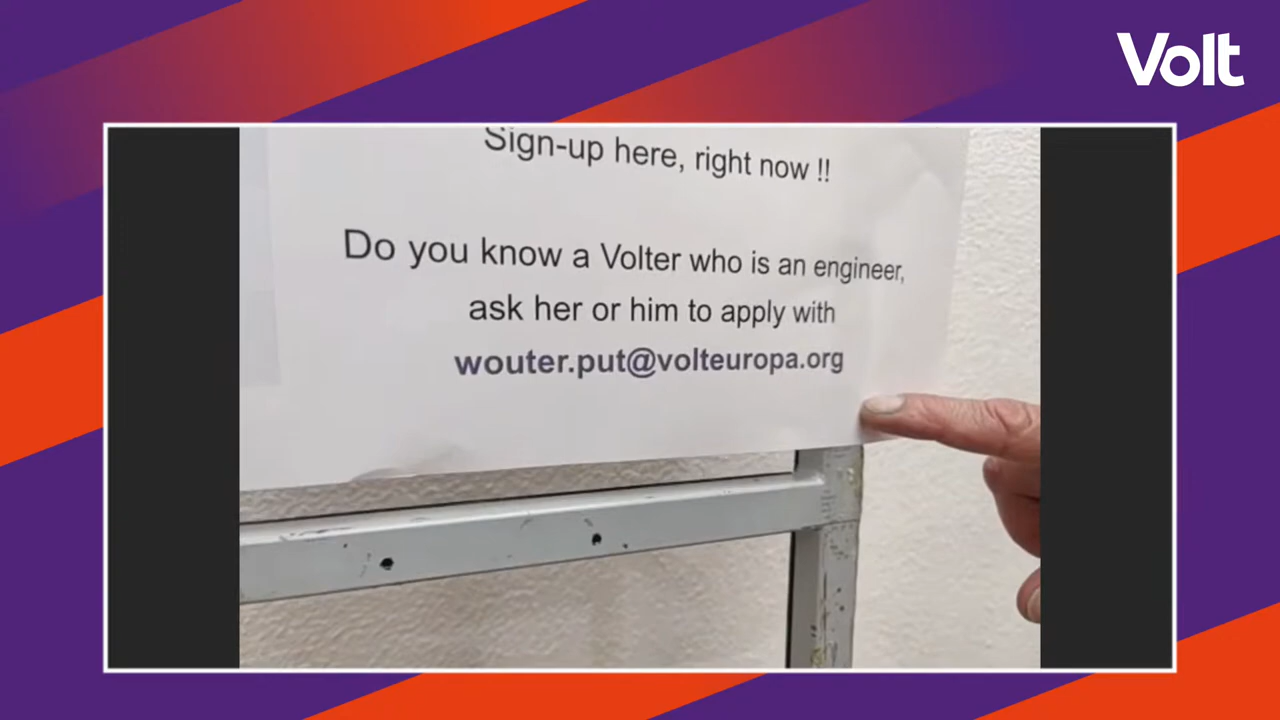 Volt
Sign-up here, right now !!
Do you know a Volter who is an engineer,
ask her or him to apply with
wouter.put@volteuropa.org